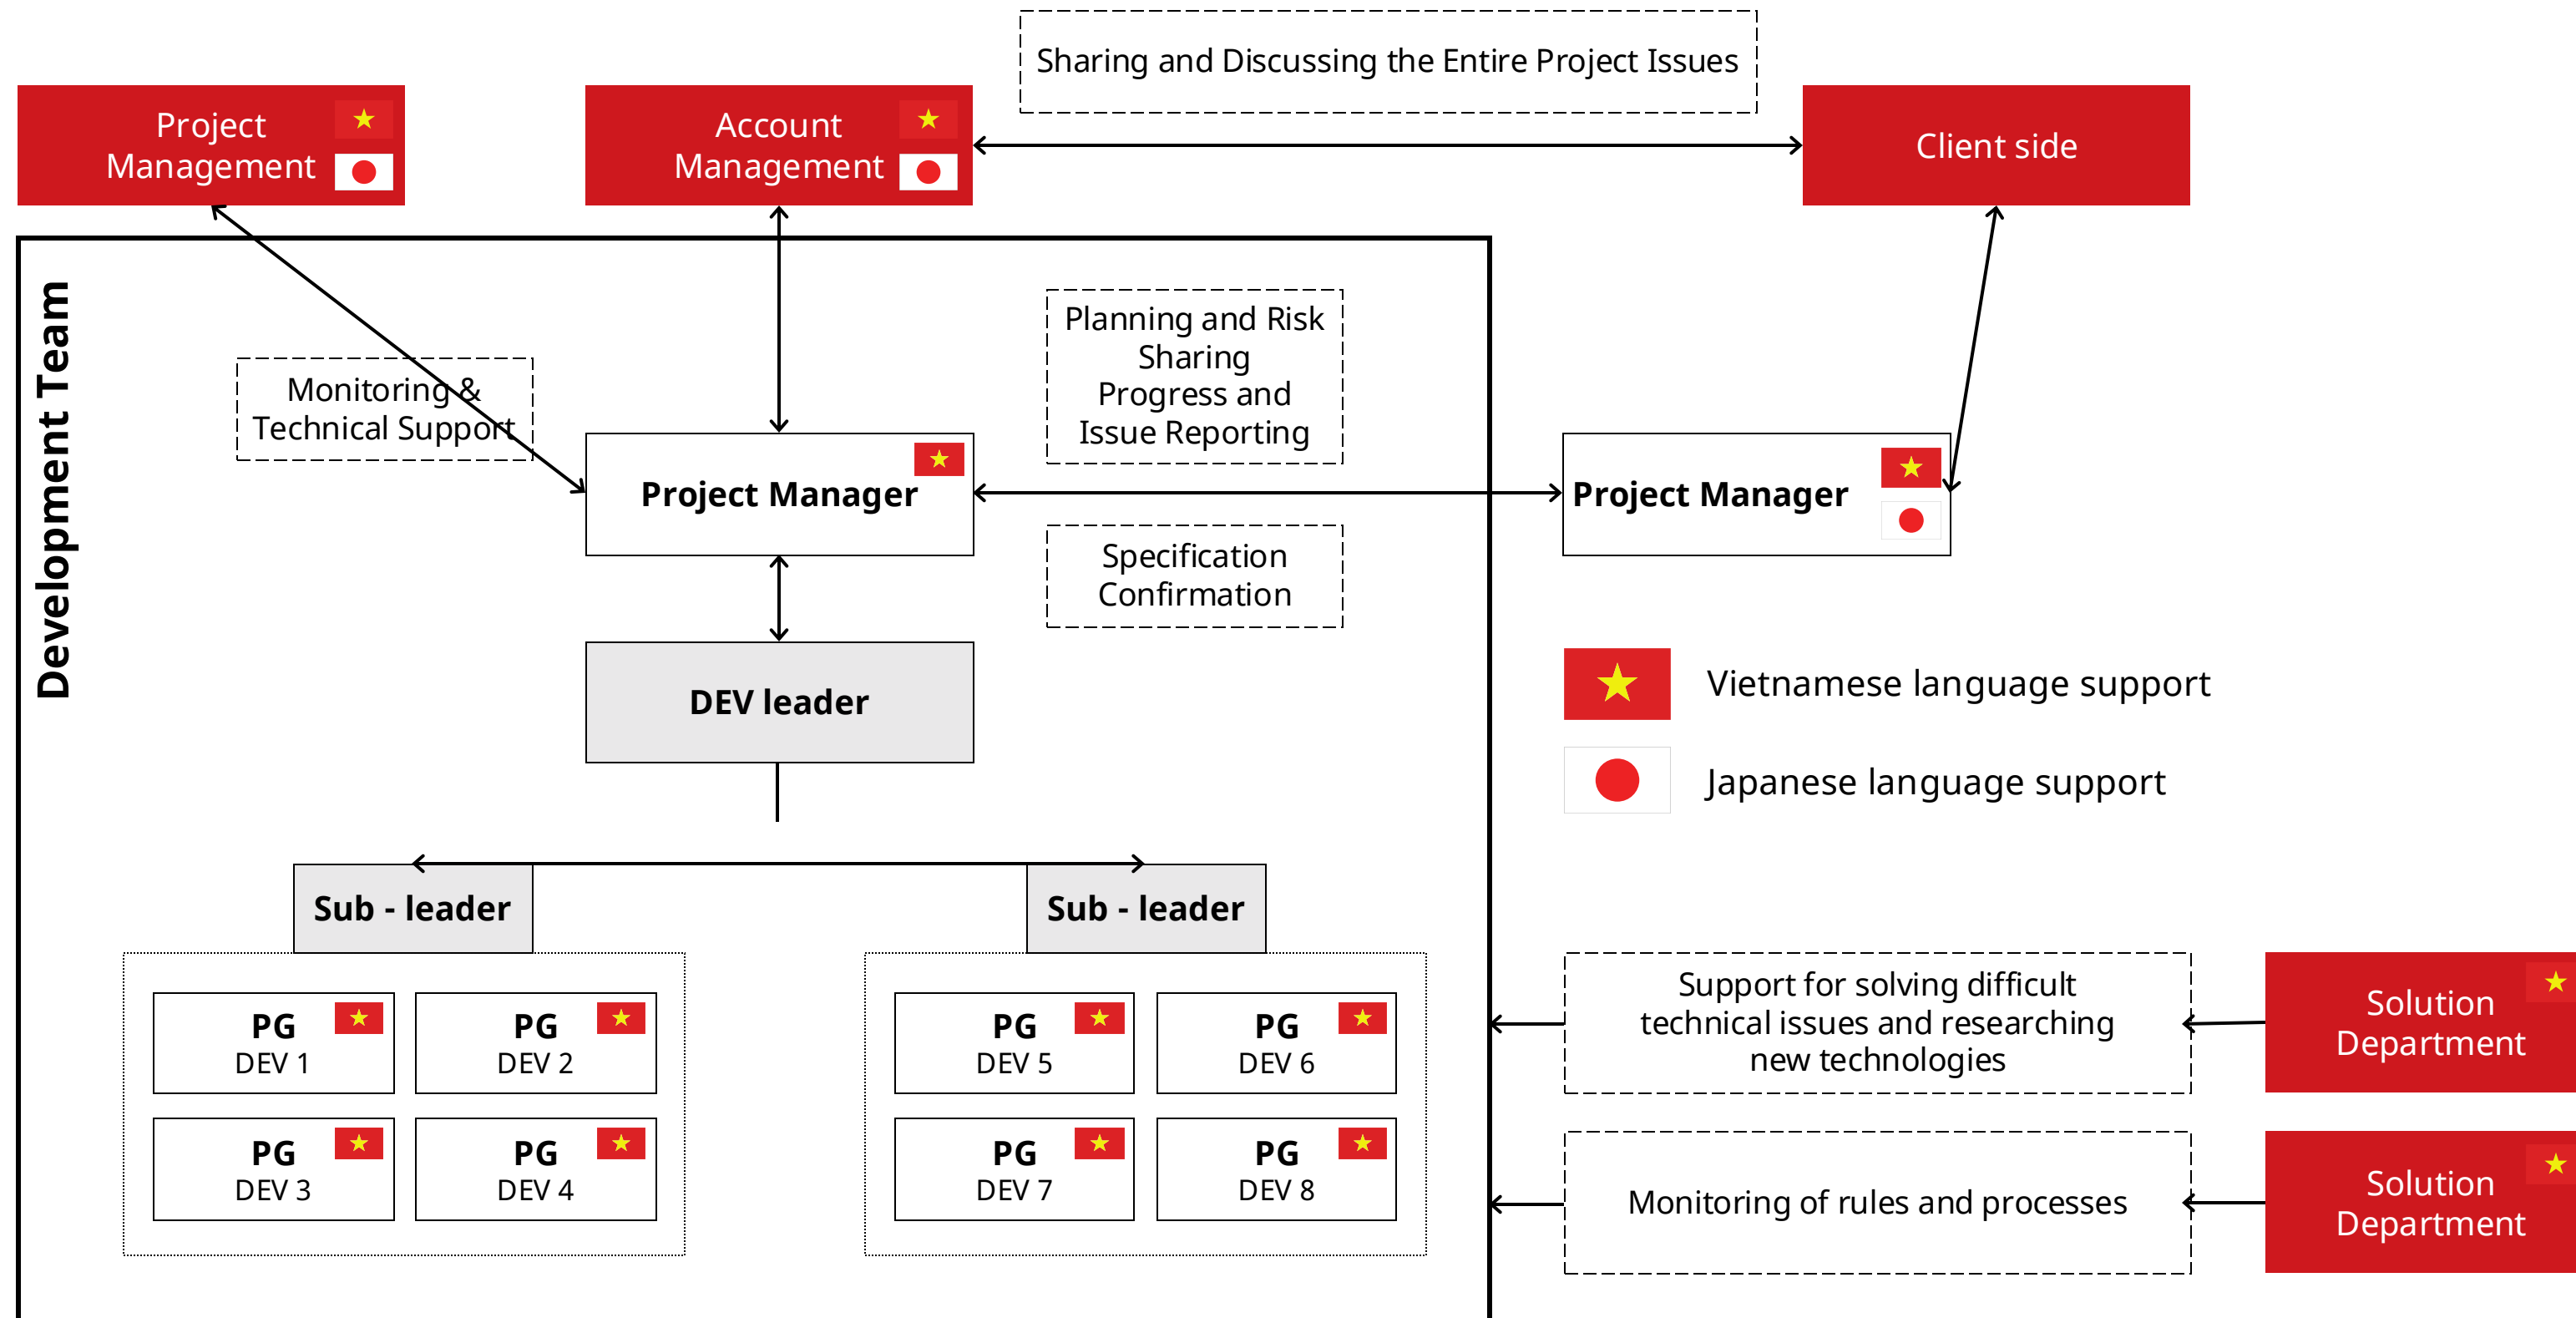 Sharing and Discussing the Entire Project Issues
Project
Management
Account
Management
Client side
Development Team
Planning and Risk
Sharing
Progress and
Issue Reporting
Monitoring &
Technical Support
Project Manager
Project Manager
Specification
Confirmation
DEV leader
Vietnamese language support
Japanese language support
Sub - leader
Sub - leader
PG
DEV 1
PG
DEV 2
PG
DEV 3
PG
DEV 4
PG
DEV 5
PG
DEV 6
PG
DEV 7
PG
DEV 8
Support for solving difficult
technical issues and researching
new technologies
Solution
Department
Monitoring of rules and processes
Solution
Department